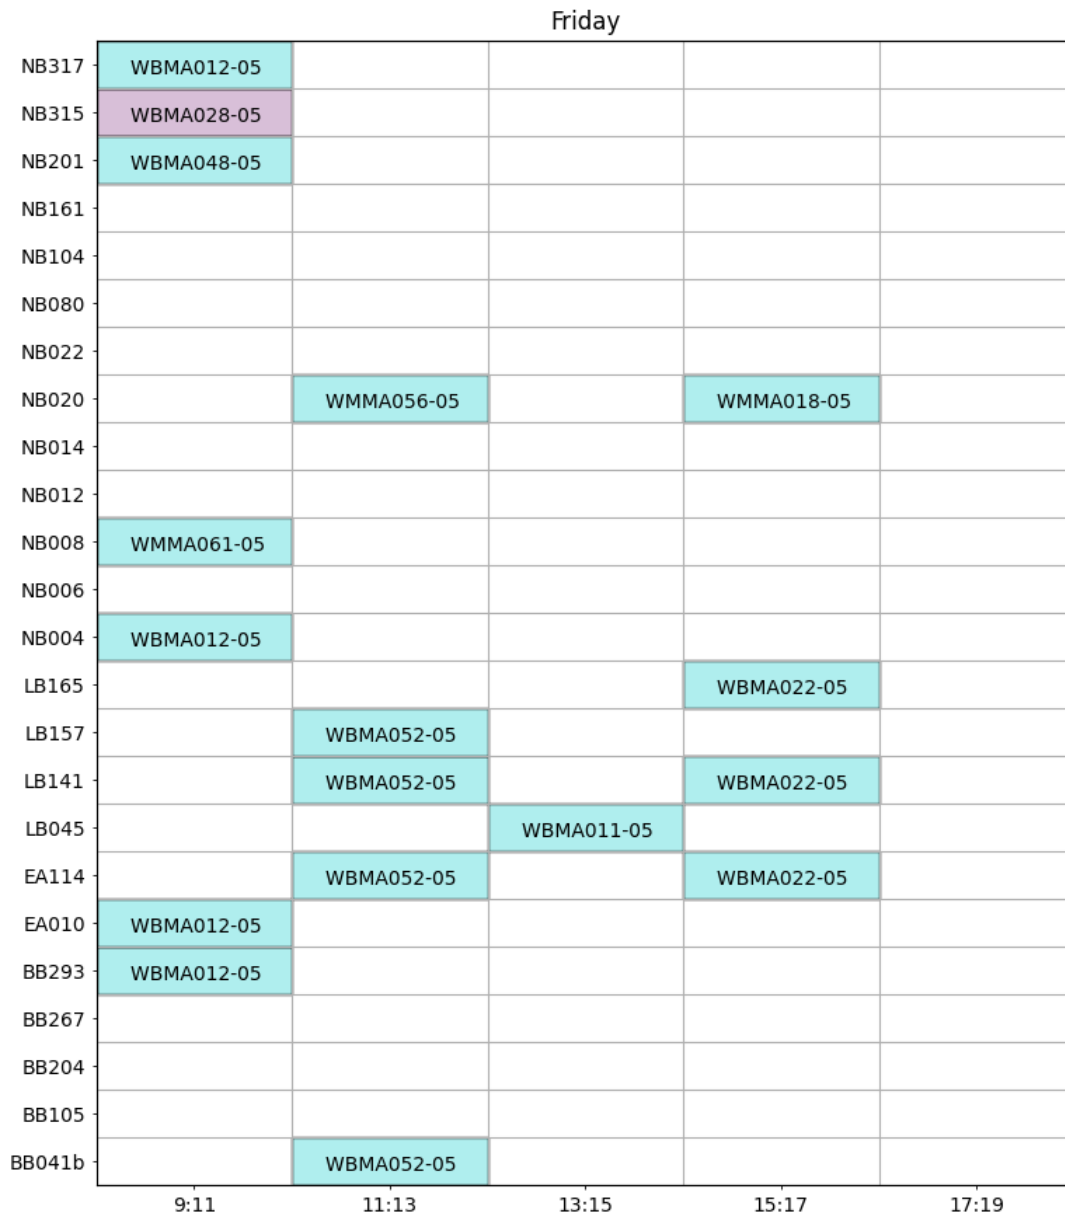 Friday
NB317 WBMA012-05
NB315 WBMA028-05
NB201 WBMA048-05
NB161
NB104
NB080
NB022
NB020 WMMA056-05 WMMA018-05
NB014
NB012
NB008 WMMA061-05
NB006
NB004 WBMA012-05
LB165 WBMA022-05
LB157 WBMA052-05
LB141 WBMA052-05 WBMA022-05
LB045 WBMA011-05
EA114 WBMA052-05 WBMA022-05
EA010 WBMA012-05
BB293 WBMA012-05
BB267
BB204
BB105
BB041b WBMA052-05
9:11 11:13 13:15 15:17 17:19